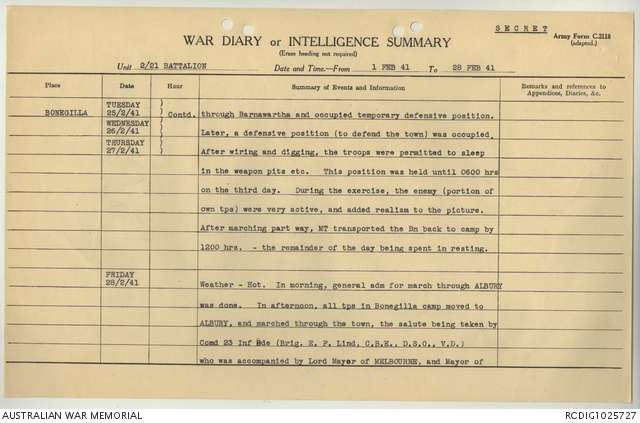 SECRET
Army Form C.2118
(adapted.)
WAR DIARY or INTELLIGENCE SUMMARY
(Erase heading not required)
Unit 2/21 BATTALION Date and Time.—From 1 FEB 41 To 28 FEB 41
Place Date Hour Summary of Events and Information Remarks and references to Appendices, Diaries, &c.
BONEGILLA TUESDAY 25/2/41 ) Contd. through Barnawartha and occupied temporary defensive position.
WEDNESDAY 26/2/41 ) Later, a defensive position (to defend the town) was occupied.
THURSDAY 27/2/41 ) After wiring and digging, the troops were permitted to sleep
in the weapon pits etc. This position was held until 0600 hrs
on the third day. During the exercise, the enemy (portion of
own tps) were very active, and added realism to the picture.
After marching part way, MT transported the Bn back to camp by
1200 hrs. - the remainder of the day being spent in resting.
FRIDAY 28/2/41 Weather - Hot. In morning, general adm for march through ALBURY
was done. In afternoon, all tps in Bonegilla camp moved to
ALBURY, and marched through the town, the salute being taken by
Comd 23 Inf Bde (Brig. E. F. Lind, C.B.E., D.S.O., V.D.)
who was accompanied by Lord Mayor of MELBOURNE, and Mayor of
AUSTRALIAN WAR MEMORIAL RCDIG1025727